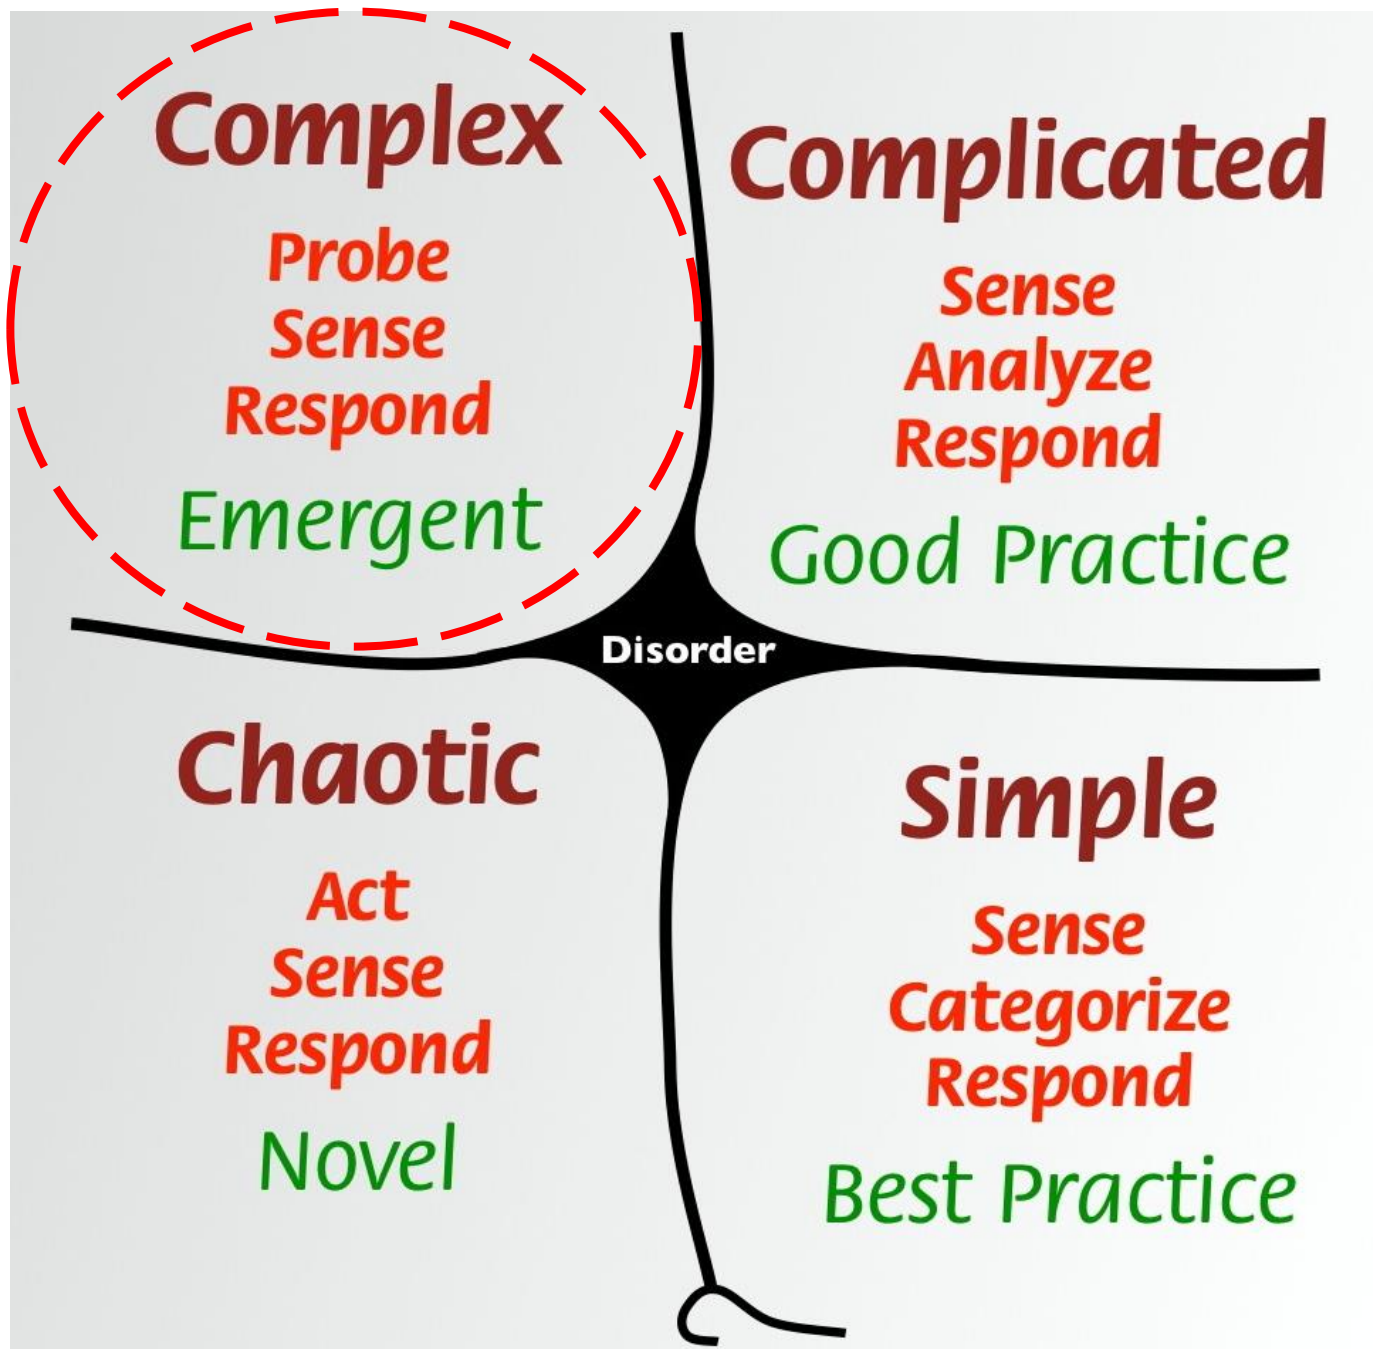 Complex
Probe
Sense
Respond
Emergent
Complicated
Sense
Analyze
Respond
Good Practice
Disorder
Chaotic
Act
Sense
Respond
Novel
Simple
Sense
Categorize
Respond
Best Practice